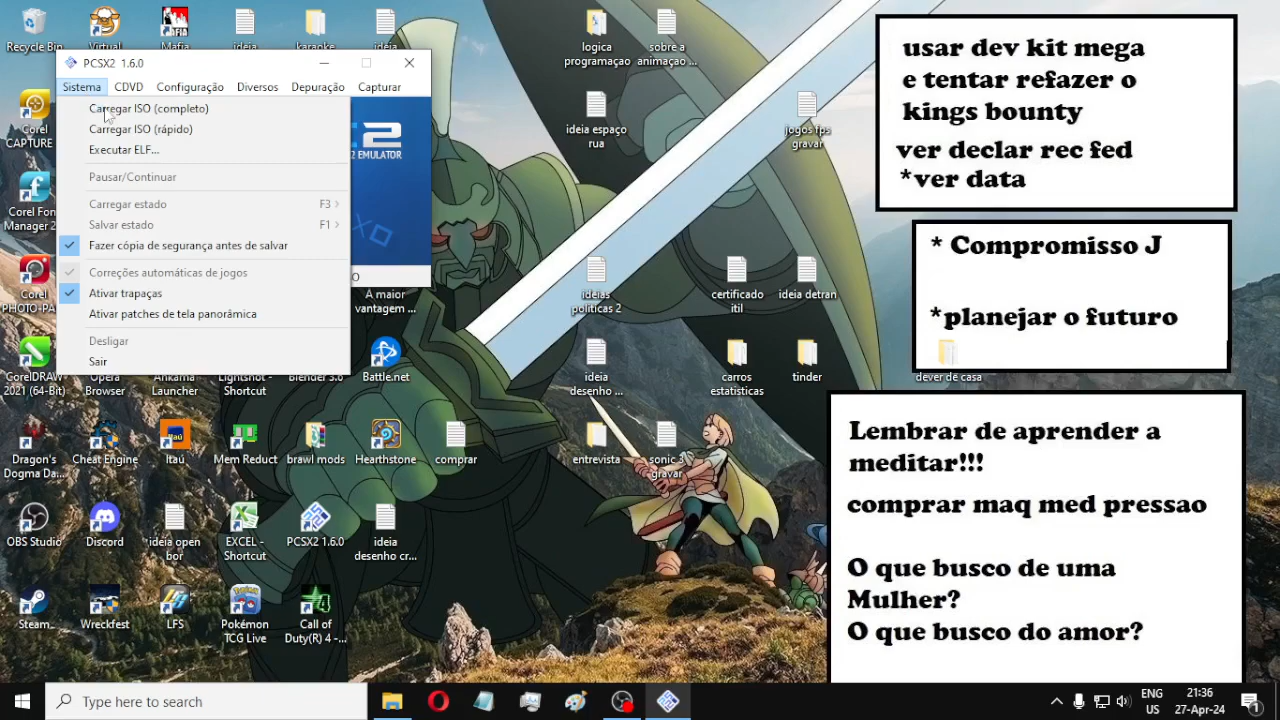 Recycle Bin
Virtual
Mafia
ideia
karaoke
ideia
logica
programaçao
sobre a
animaçao ...
PCSX2 1.6.0
Sistema
CDVD
Configuração
Diversos
Depuração
Capturar
Carregar ISO (completo)
Carregar ISO (rápido)
Executar ELF...
Pausar/Continuar
Carregar estado F3
Salvar estado F1
Fazer cópia de segurança antes de salvar
Correções automáticas de jogos
Ativar trapaças
Ativar patches de tela panorâmica
Desligar
Sair
2 EMULATOR
Corel
CAPTURE
Corel Fon
Manager 2
Corel
PHOTO-PA
CorelDRAW
2021 (64-Bit)
Opera
Browser
Ankama
Launcher
Lightshot -
Shortcut
Blender 3.6
A maior
vantagem ...
Battle.net
ideia espaço
rua
jogos fps
gravar
ideias
politicas 2
certificado
itil
ideia detran
ideia
desenho ...
carros
estatisticas
tinder
dever de casa
Dragon's
Dogma Da...
Cheat Engine
Itaú
Mem Reduct
brawl mods
Hearthstone
comprar
entrevista
sonic 3
gravar
OBS Studio
Discord
ideia open
bor
EXCEL -
Shortcut
PCSX2 1.6.0
ideia
desenho cr...
Steam
Wreckfest
LFS
Pokémon
TCG Live
Call of
Duty(R) 4 -...
usar dev kit mega
e tentar refazer o
kings bounty
ver declar rec fed
*ver data
* Compromisso J
*planejar o futuro
Lembrar de aprender a
meditar!!!
comprar maq med pressao
O que busco de uma
Mulher?
O que busco do amor?
Type here to search
ENG
US
21:36
27-Apr-24
1